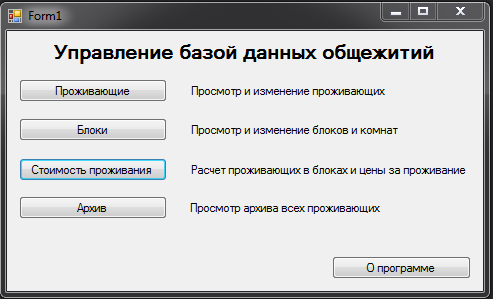 Form1
Управление базой данных общежитий
Проживающие Просмотр и изменение проживающих
Блоки Просмотр и изменение блоков и комнат
Стоимость проживания Расчет проживающих в блоках и цены за проживание
Архив Просмотр архива всех проживающих
О программе